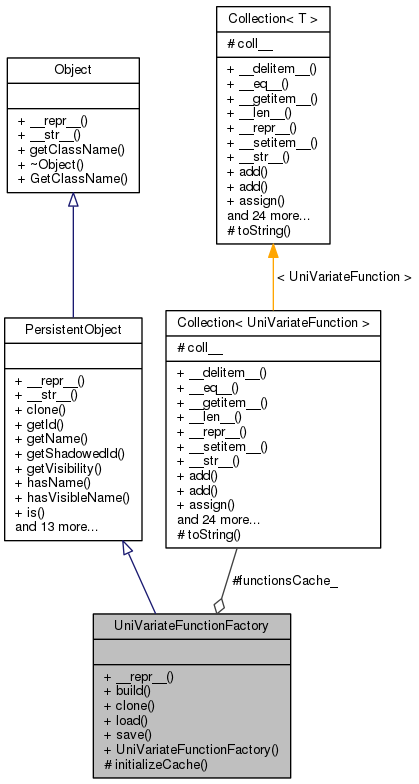 Collection< T >
# coll__
+ __delitem__()
+ __eq__()
+ __getitem__()
+ __len__()
+ __repr__()
+ __setitem__()
+ __str__()
+ add()
+ add()
+ assign()
and 24 more...
# toString()
Object
+ __repr__()
+ __str__()
+ getClassName()
+ ~Object()
+ GetClassName()
< UniVariateFunction >
PersistentObject
+ __repr__()
+ __str__()
+ clone()
+ getId()
+ getName()
+ getShadowedId()
+ getVisibility()
+ hasName()
+ hasVisibleName()
+ is()
and 13 more...
Collection< UniVariateFunction >
# coll__
+ __delitem__()
+ __eq__()
+ __getitem__()
+ __len__()
+ __repr__()
+ __setitem__()
+ __str__()
+ add()
+ add()
+ assign()
and 24 more...
# toString()
#functionsCache_
UniVariateFunctionFactory
+ __repr__()
+ build()
+ clone()
+ load()
+ save()
+ UniVariateFunctionFactory()
# initializeCache()